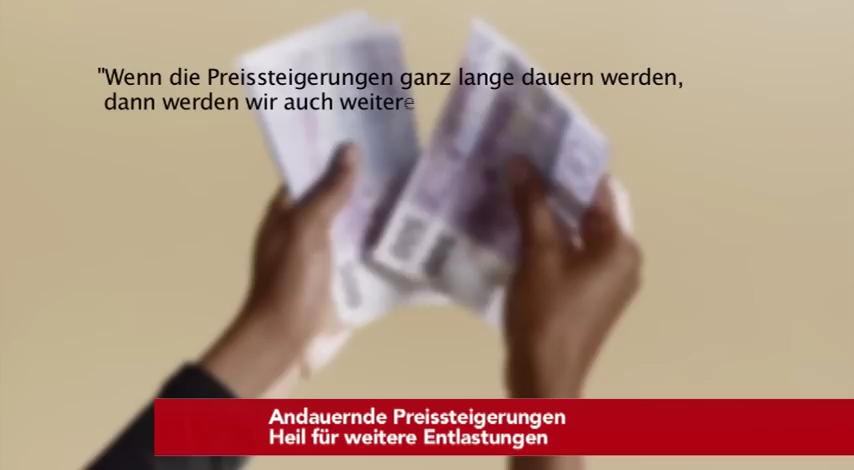 "Wenn die Preissteigerungen ganz lange dauern werden,
dann werden wir auch weitere
Andauernde Preissteigerungen
Heil für weitere Entlastungen